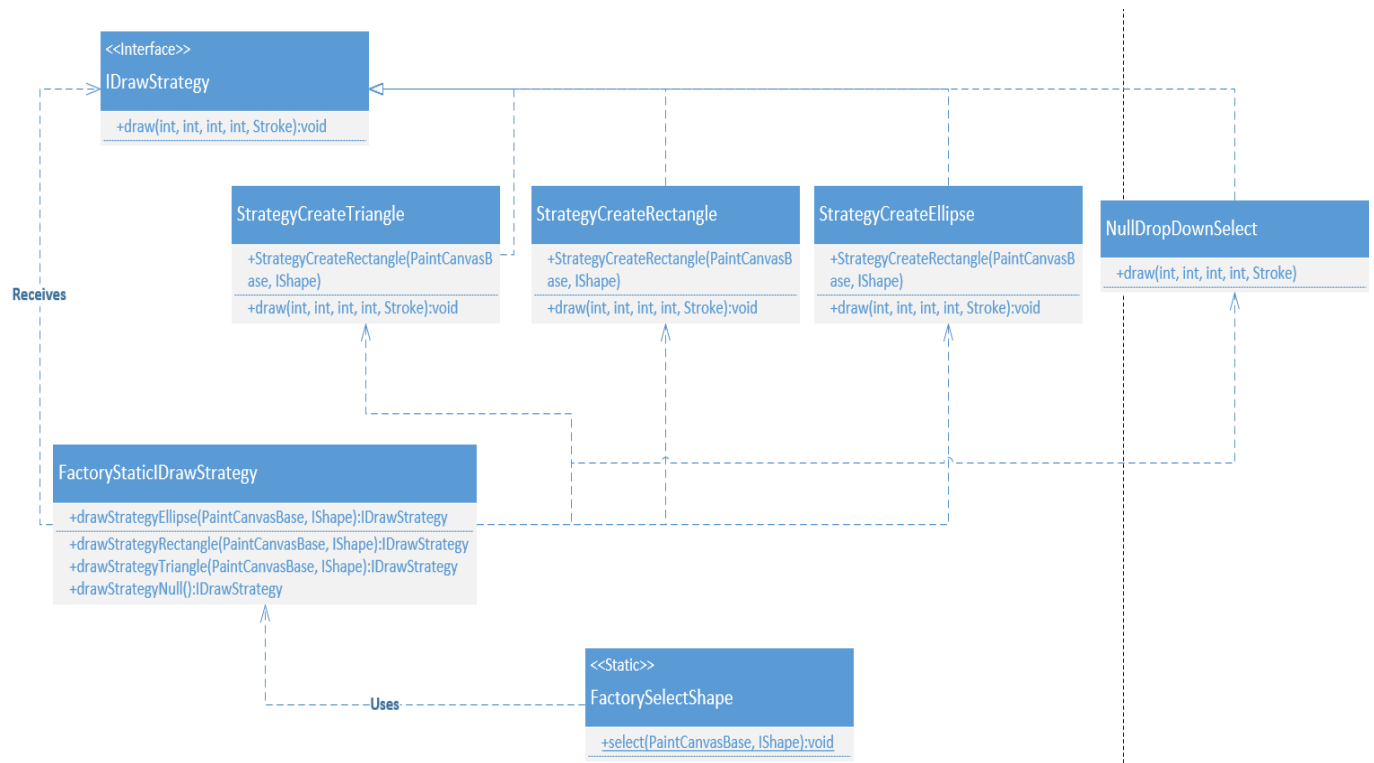 <<Interface>>
IDrawStrategy
+draw(int, int, int, int, Stroke):void
StrategyCreateTriangle
+StrategyCreateRectangle(PaintCanvasB
ase, IShape)
+draw(int, int, int, int, Stroke):void
StrategyCreateRectangle
+StrategyCreateRectangle(PaintCanvasB
ase, IShape)
+draw(int, int, int, int, Stroke):void
StrategyCreateEllipse
+StrategyCreateRectangle(PaintCanvasB
ase, IShape)
+draw(int, int, int, int, Stroke):void
NullDropDownSelect
+draw(int, int, int, int, Stroke)
Receives
FactoryStaticIDrawStrategy
+drawStrategyEllipse(PaintCanvasBase, IShape):IDrawStrategy
+drawStrategyRectangle(PaintCanvasBase, IShape):IDrawStrategy
+drawStrategyTriangle(PaintCanvasBase, IShape):IDrawStrategy
+drawStrategyNull():IDrawStrategy
<<Static>>
FactorySelectShape
+select(PaintCanvasBase, IShape):void
Uses